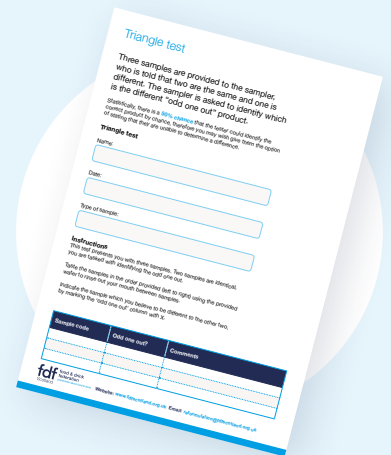 Triangle test
Three samples are provided to the sampler,
who is told that two are the same and one is
different. The sampler is asked to identify which
is the different “odd one out” product.
Statistically, there is a 50% chance that the taster could identify the
correct product by chance, therefore you may wish give them the option
of stating that they are unable to determine a difference.
Triangle test
Name:
Date:
Type of sample:
Instructions
This test presents you with three samples. Two samples are identical,
you are tasked with identifying the odd one out.
Taste the samples in the order provided (left to right) using the provided
wafer to rinse out your mouth between samples.
Indicate the sample which you believe to be different to the other two,
by marking the “odd one out” column with x.
Sample code
Odd one out?
Comments
fdf food & drink
federation
Scotland
Website: www.fdfscotland.org.uk Email: